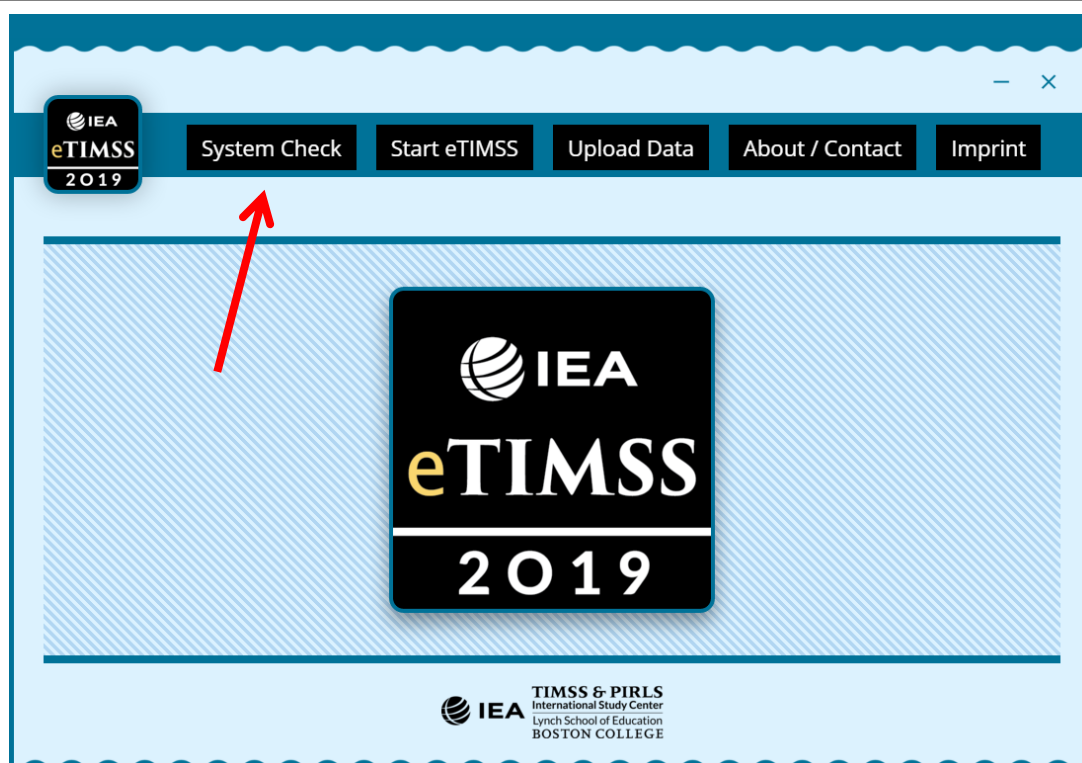 IEA
eTIMSS
2019
System Check
Start eTIMSS
Upload Data
About / Contact
Imprint
IEA
eTIMSS
2019
IEA
TIMSS & PIRLS
International Study Center
Lynch School of Education
BOSTON COLLEGE